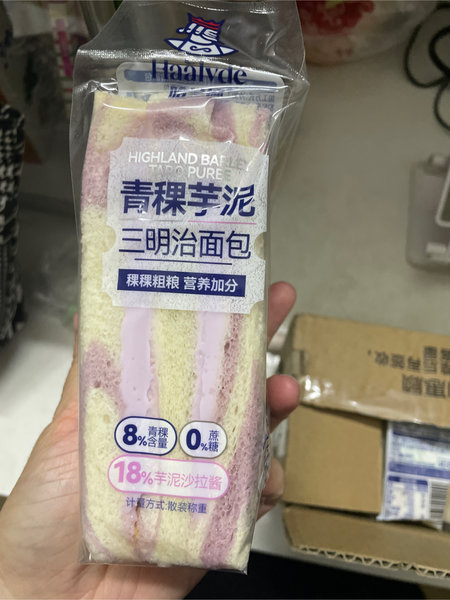 Haalyde
HIGHLAND BARLEY
TARO PUREE
青稞芋泥
三明治面包
稞稞粗粮 营养加分
8%青稞含量
0%蔗糖
18%芋泥沙拉酱
计量方式:散装称重